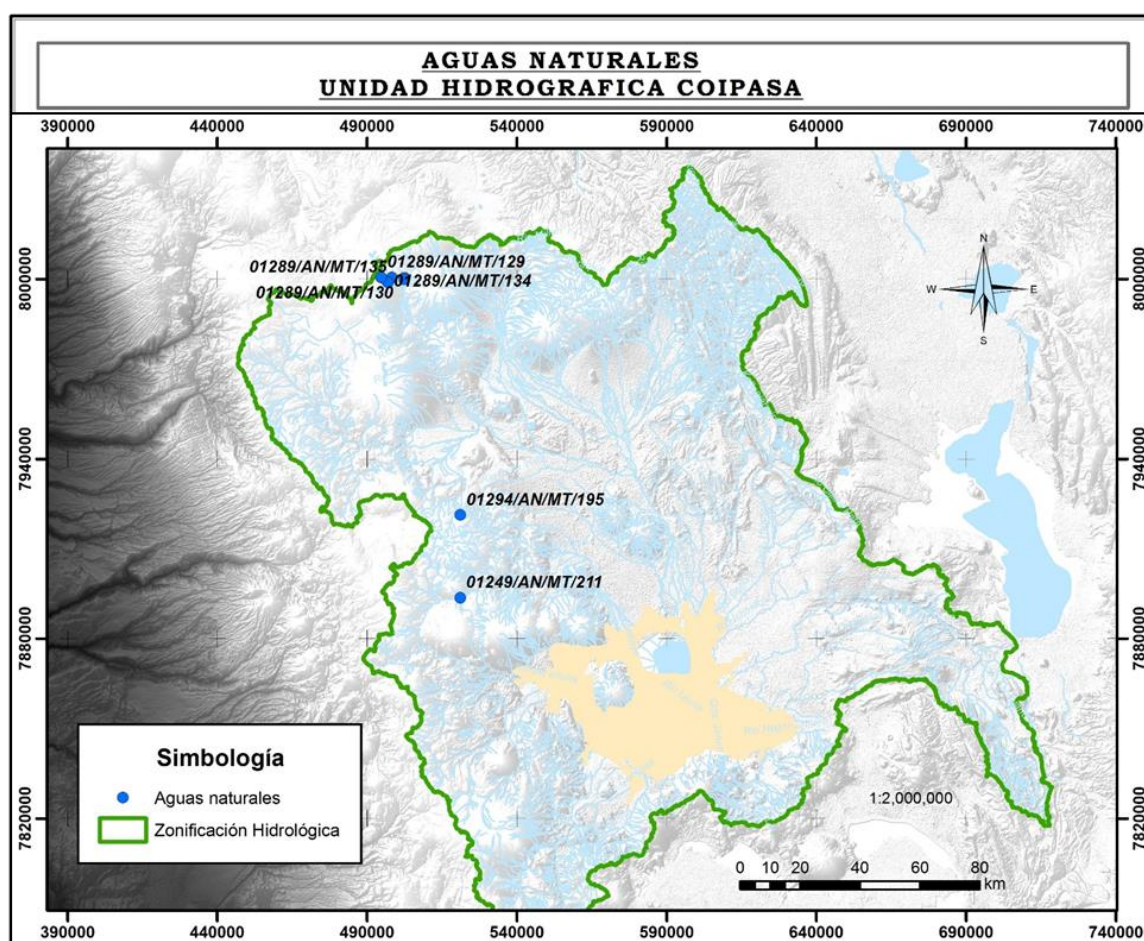 AGUAS NATURALES
UNIDAD HIDROGRAFICA COIPASA
390000 440000 490000 540000 590000 640000 690000 740000
01289/AN/MT/135 01289/AN/MT/129
01289/AN/MT/130 01289/AN/MT/134
8000000 8000000
N
W E
S
7940000 7940000
01294/AN/MT/195
01249/AN/MT/211
7880000 7880000
Simbología
Aguas naturales
Zonificación Hidrológica
1:2,000,000
7820000 7820000
0 10 20 40 60 80
km
390000 440000 490000 540000 590000 640000 690000 740000